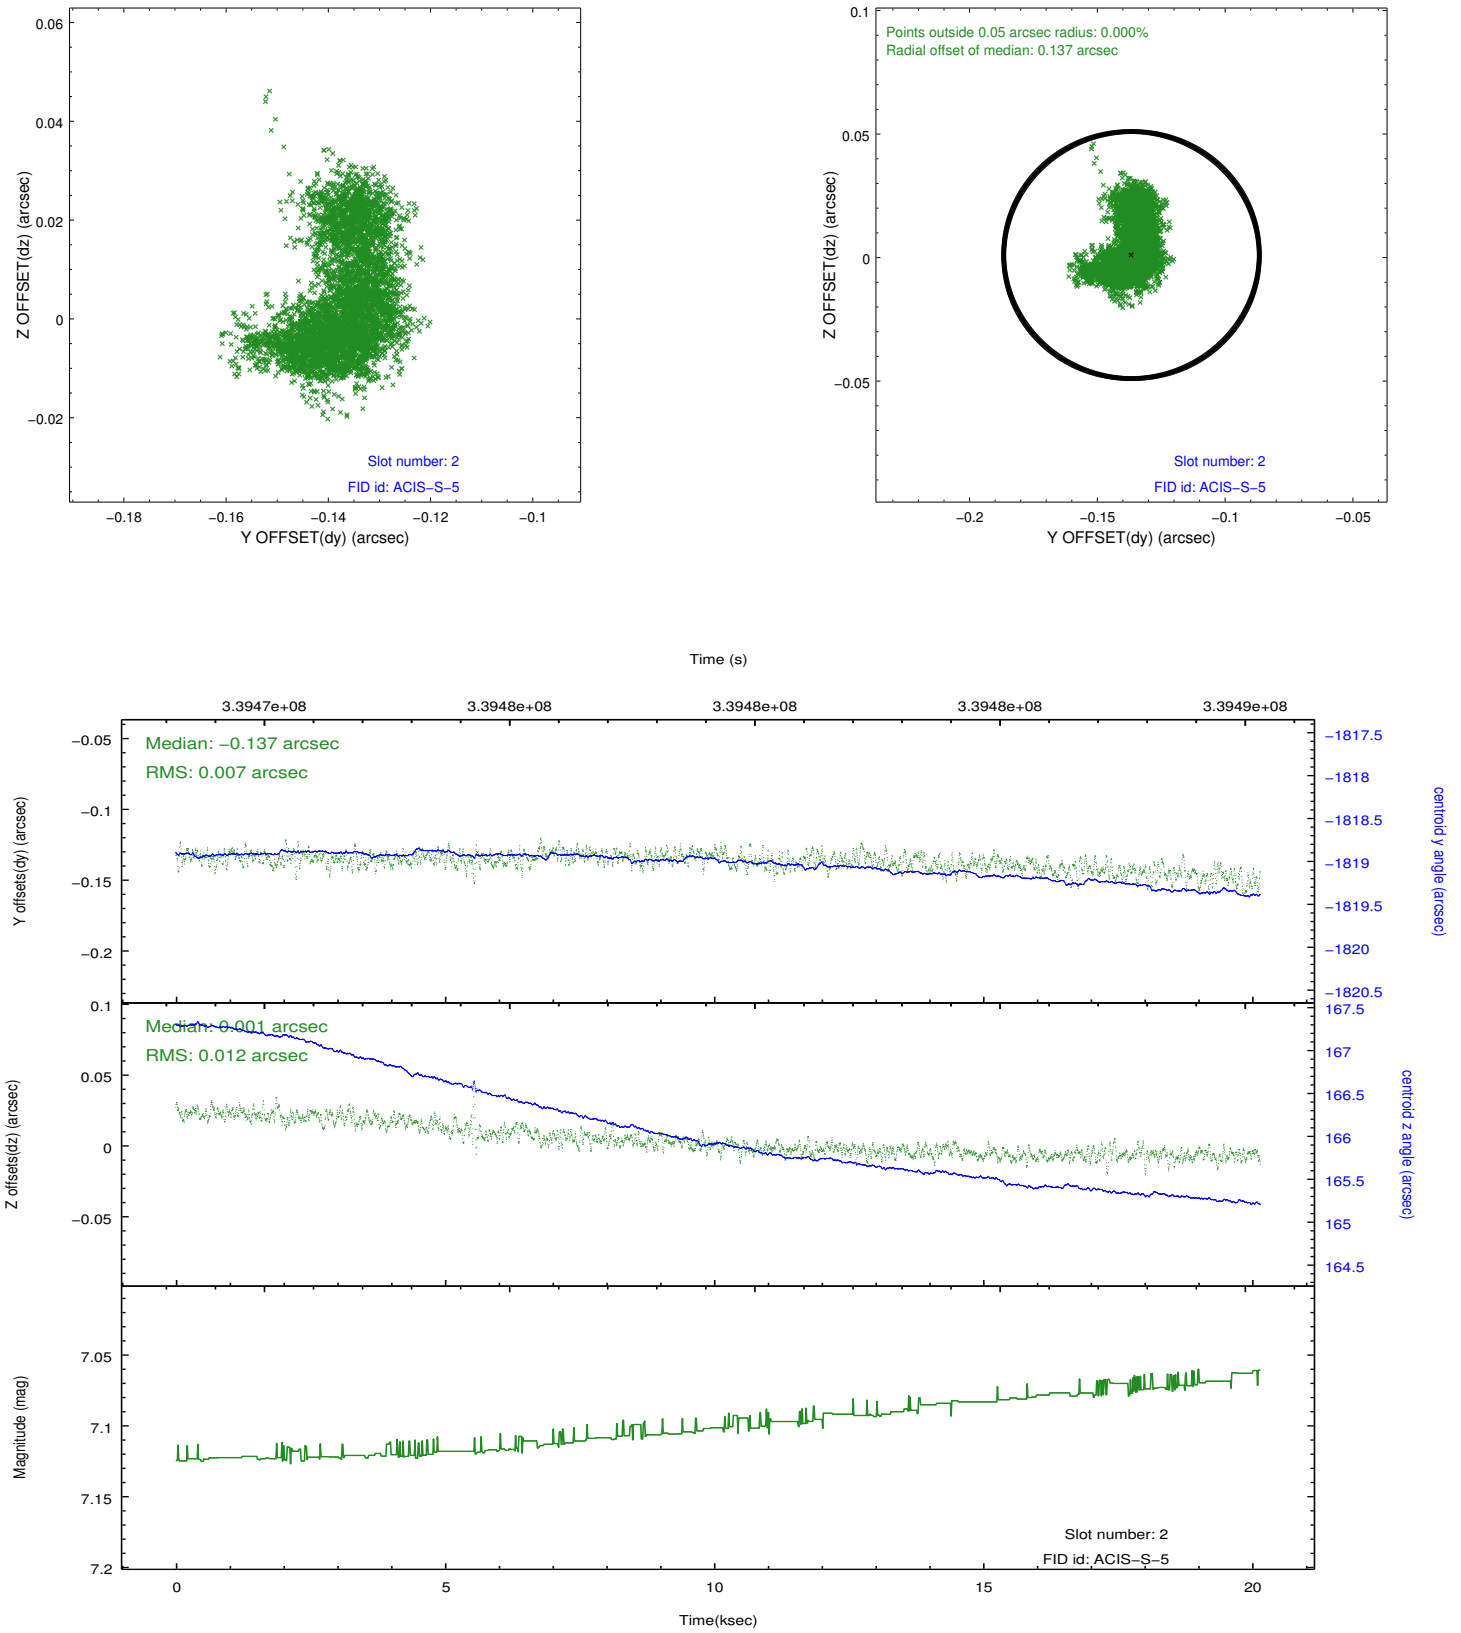 0.06
0.04
0.02
0
−0.02
Z OFFSET(dz) (arcsec)
Slot number: 2
FID id: ACIS−S−5
−0.18 −0.16 −0.14 −0.12 −0.1
Y OFFSET(dy) (arcsec)
Points outside 0.05 arcsec radius: 0.000%
Radial offset of median: 0.137 arcsec
0.1
0.05
0
−0.05
Z OFFSET(dz) (arcsec)
Slot number: 2
FID id: ACIS−S−5
−0.2 −0.15 −0.1 −0.05
Y OFFSET(dy) (arcsec)
Time (s)
3.3947e+08 3.3948e+08 3.3948e+08 3.3948e+08 3.3949e+08
Median: −0.137 arcsec
RMS: 0.007 arcsec
−0.05
−0.1
−0.15
−0.2
Y offsets(dy) (arcsec)
−1817.5
−1818
−1818.5
−1819
−1819.5
−1820
−1820.5
centroid y angle (arcsec)
Median: 0.001 arcsec
RMS: 0.012 arcsec
0.1
0.05
0
−0.05
Z offsets(dz) (arcsec)
167.5
167
166.5
166
165.5
165
164.5
centroid z angle (arcsec)
7.05
7.1
7.15
7.2
Magnitude (mag)
Slot number: 2
FID id: ACIS−S−5
0 5 10 15 20
Time(ksec)